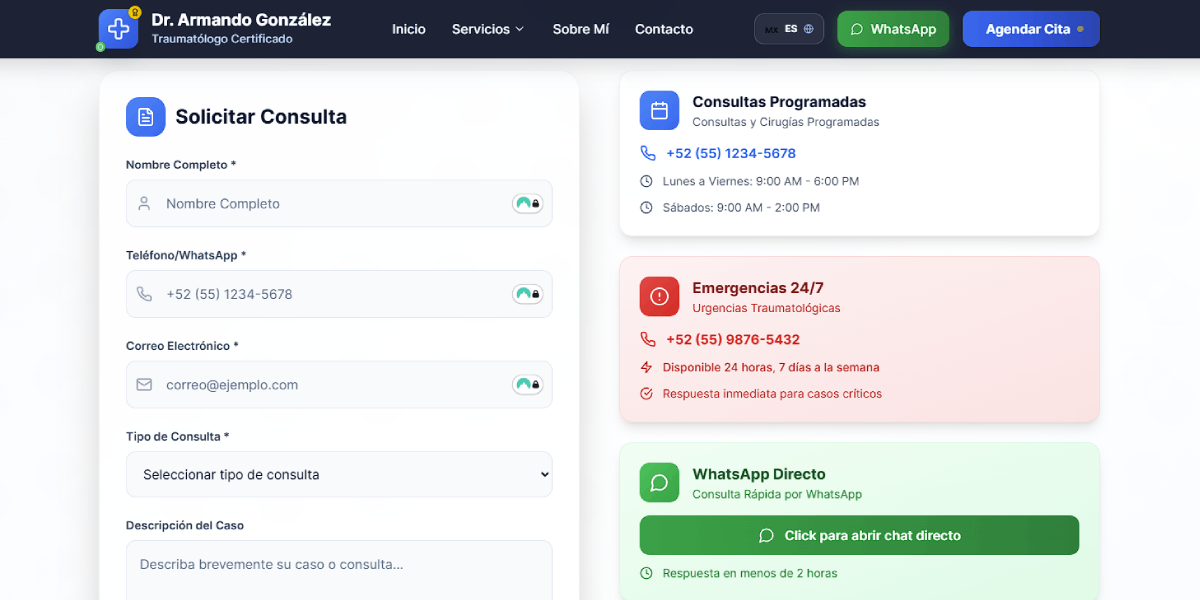 Dr. Armando González
Traumatólogo Certificado
Inicio
Servicios
Sobre Mí
Contacto
MX ES
WhatsApp
Agendar Cita
Solicitar Consulta
Nombre Completo *
Nombre Completo
Teléfono/WhatsApp *
+52 (55) 1234-5678
Correo Electrónico *
correo@ejemplo.com
Tipo de Consulta *
Seleccionar tipo de consulta
Descripción del Caso
Describa brevemente su caso o consulta...
Consultas Programadas
Consultas y Cirugías Programadas
+52 (55) 1234-5678
Lunes a Viernes: 9:00 AM - 6:00 PM
Sábados: 9:00 AM - 2:00 PM
Emergencias 24/7
Urgencias Traumatológicas
+52 (55) 9876-5432
Disponible 24 horas, 7 días a la semana
Respuesta inmediata para casos críticos
WhatsApp Directo
Consulta Rápida por WhatsApp
Click para abrir chat directo
Respuesta en menos de 2 horas